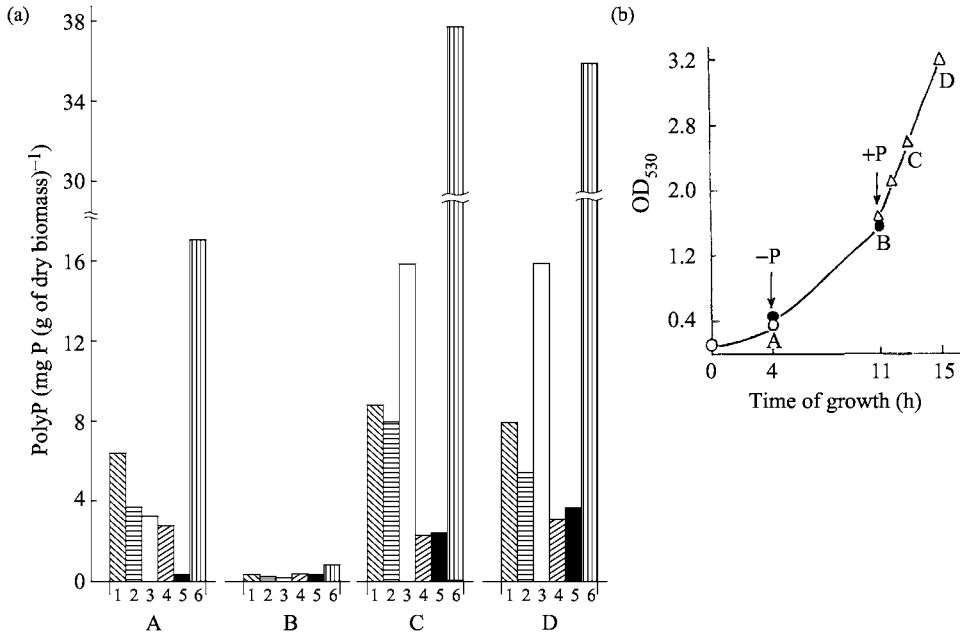 (a)
PolyP (mg P (g of dry biomass)⁻¹)
38
34
30
16
12
8
4
0
1 2 3 4 5 6
1 2 3 4 5 6
1 2 3 4 5 6
1 2 3 4 5 6
A
B
C
D
(b)
OD₅₃₀
3.2
2.8
2.0
1.2
0.4
−P
+P
A
B
C
D
0 4 11 15
Time of growth (h)